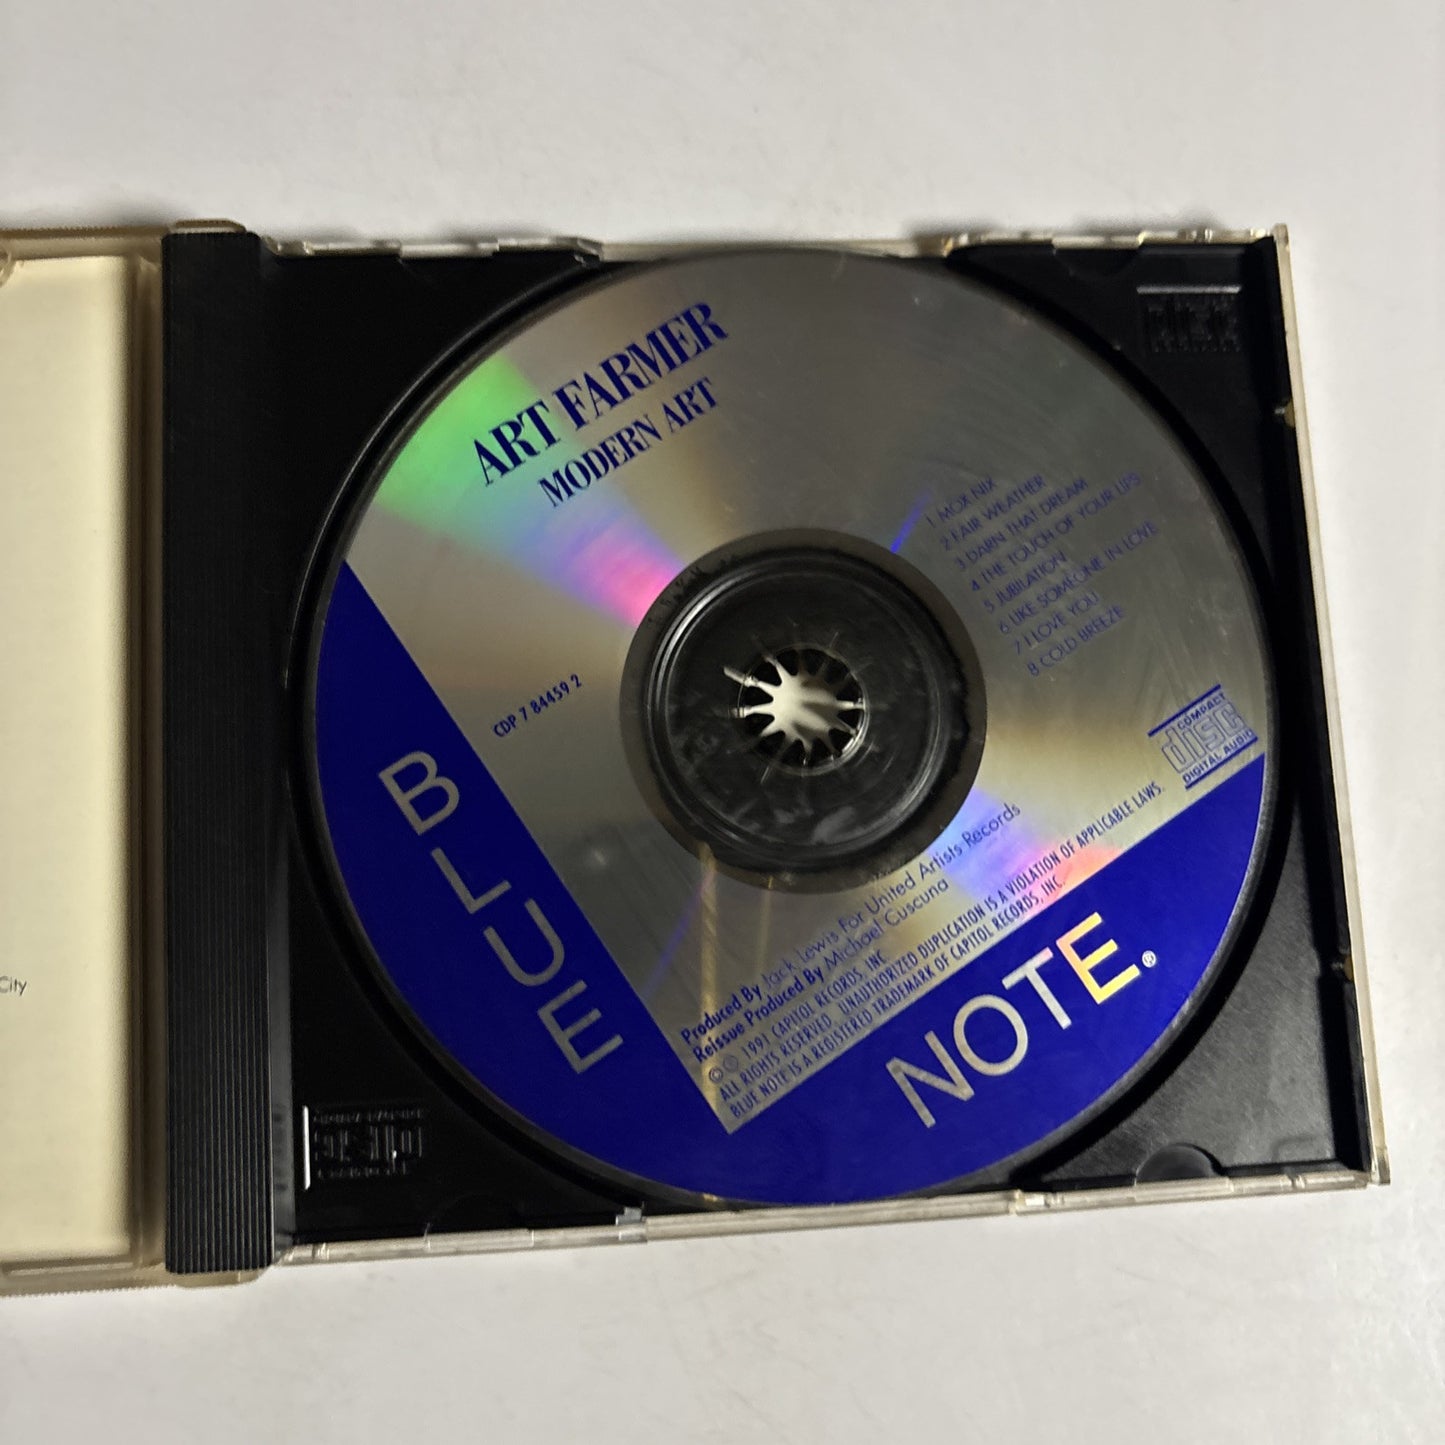 ART FARMER
MODERN ART
1 MOX NIX
2 FAIR WEATHER
3 DARN THAT DREAM
4 THE TOUCH OF YOUR LIPS
5 JUBILATION
6 LIKE SOMEONE IN LOVE
7 I LOVE YOU
8 COLD BREEZE
CDP 7 84459 2
COMPACT
disc
DIGITAL AUDIO
Produced By Jack Lewis For United Artists Records
Reissue Produced By Michael Cuscuna
© ℗ 1991 CAPITOL RECORDS, INC.
ALL RIGHTS RESERVED. UNAUTHORIZED DUPLICATION IS A VIOLATION OF APPLICABLE LAWS.
BLUE NOTE IS A REGISTERED TRADEMARK OF CAPITOL RECORDS, INC.
BLUE
NOTE®
City
disc
disc